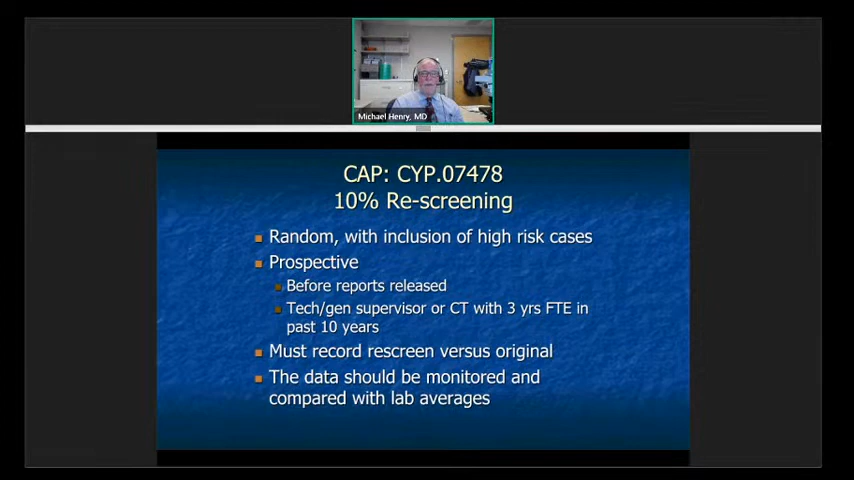 Michael Henry, MD
CAP: CYP.07478
10% Re-screening
Random, with inclusion of high risk cases
Prospective
Before reports released
Tech/gen supervisor or CT with 3 yrs FTE in
past 10 years
Must record rescreen versus original
The data should be monitored and
compared with lab averages